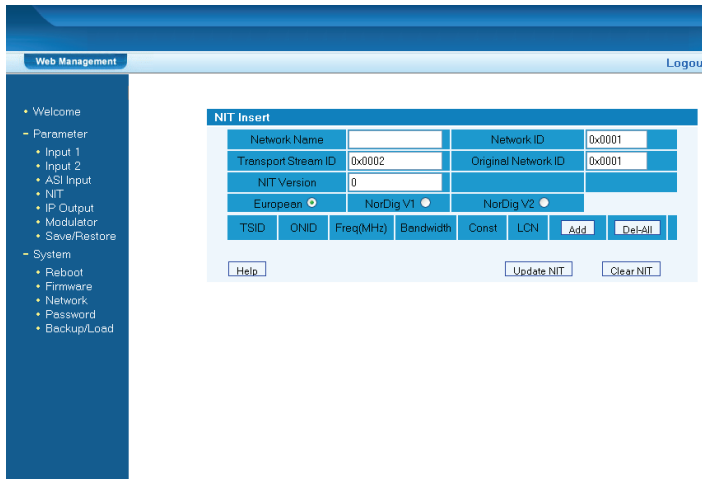 Web Management
Logou
• Welcome
- Parameter
• Input 1
• Input 2
• ASI Input
• NIT
• IP Output
• Modulator
• Save/Restore
- System
• Reboot
• Firmware
• Network
• Password
• Backup/Load
NIT Insert
Network Name Network ID 0x0001
Transport Stream ID 0x0002 Original Network ID 0x0001
NIT Version 0
European NorDig V1 NorDig V2
TSID ONID Freq(MHz) Bandwidth Const LCN Add Del-All
Help Update NIT Clear NIT